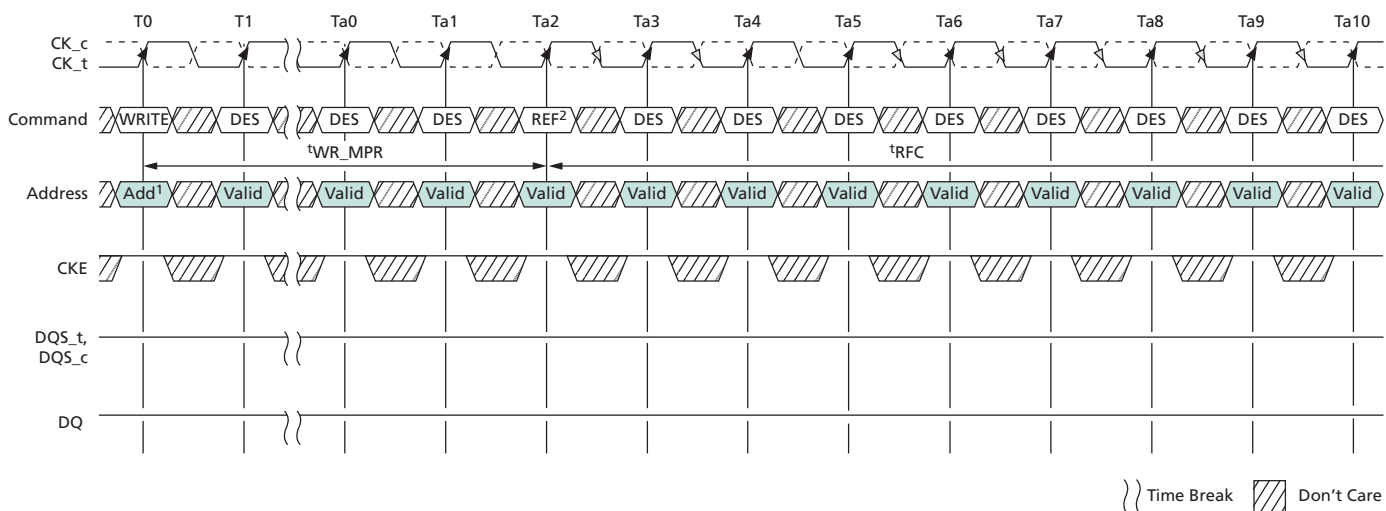 T0 T1 Ta0 Ta1 Ta2 Ta3 Ta4 Ta5 Ta6 Ta7 Ta8 Ta9 Ta10
CK_c
CK_t
Command WRITE DES DES DES REF2 DES DES DES DES DES DES DES DES
tWR_MPR tRFC
Address Add1 Valid Valid Valid Valid Valid Valid Valid Valid Valid Valid Valid Valid
CKE
DQS_t,
DQS_c
DQ
Time Break Don't Care